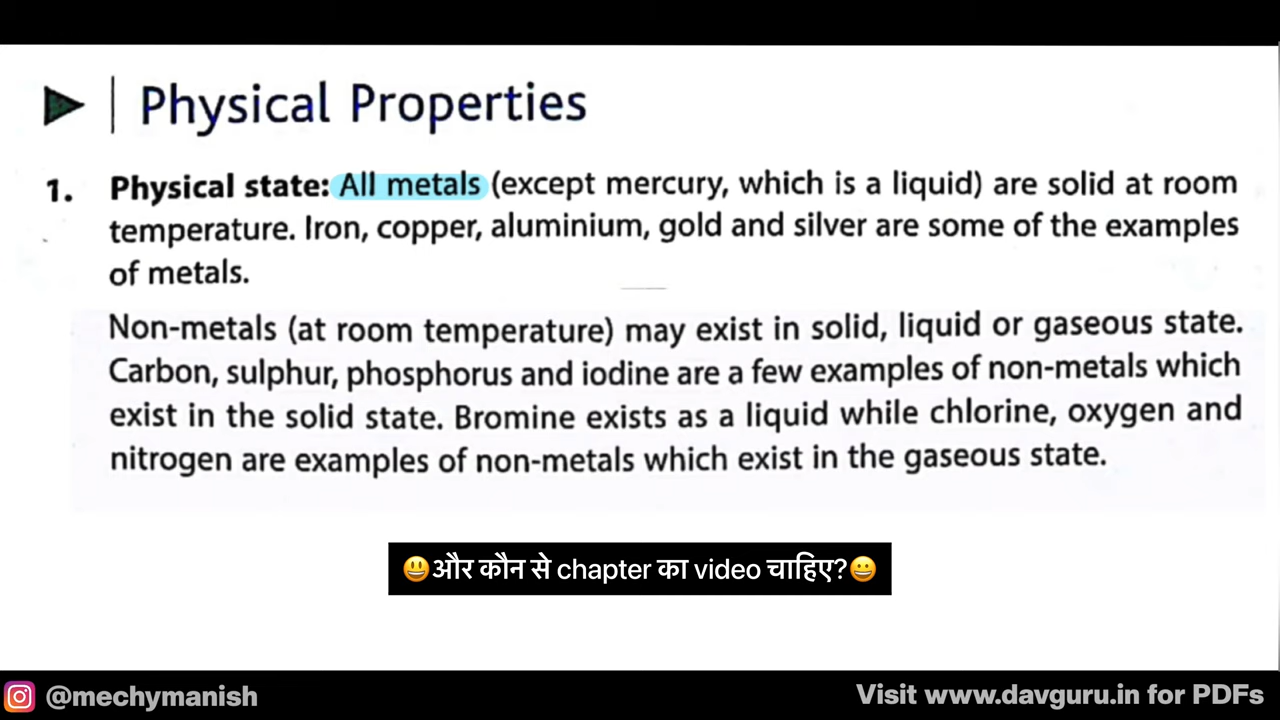 Physical Properties
1. Physical state: All metals (except mercury, which is a liquid) are solid at room
temperature. Iron, copper, aluminium, gold and silver are some of the examples
of metals.
Non-metals (at room temperature) may exist in solid, liquid or gaseous state.
Carbon, sulphur, phosphorus and iodine are a few examples of non-metals which
exist in the solid state. Bromine exists as a liquid while chlorine, oxygen and
nitrogen are examples of non-metals which exist in the gaseous state.
😃और कौन से chapter का video चाहिए?😀
@mechymanish
Visit www.davguru.in for PDFs